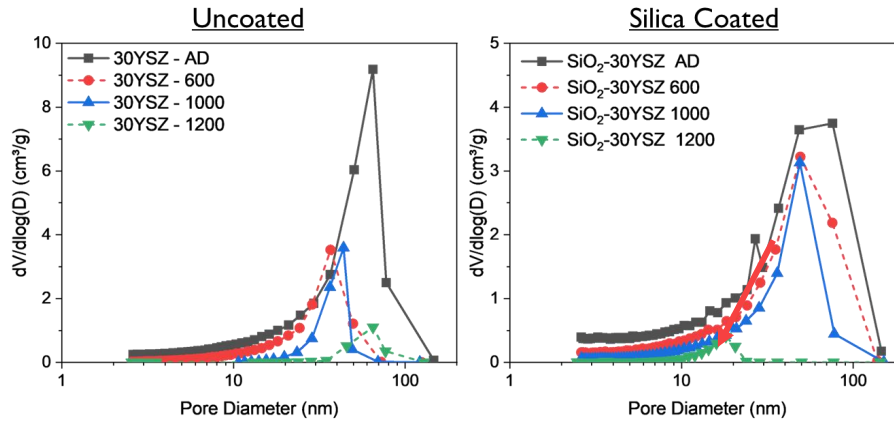 Uncoated
Silica Coated
10
8
6
4
2
0
dV/dlog(D) (cm³/g)
30YSZ - AD
30YSZ - 600
30YSZ - 1000
30YSZ - 1200
1 10 100
Pore Diameter (nm)
5
4
3
2
1
0
dV/dlog(D) (cm³/g)
SiO₂-30YSZ AD
SiO₂-30YSZ 600
SiO₂-30YSZ 1000
SiO₂-30YSZ 1200
1 10 100
Pore Diameter (nm)